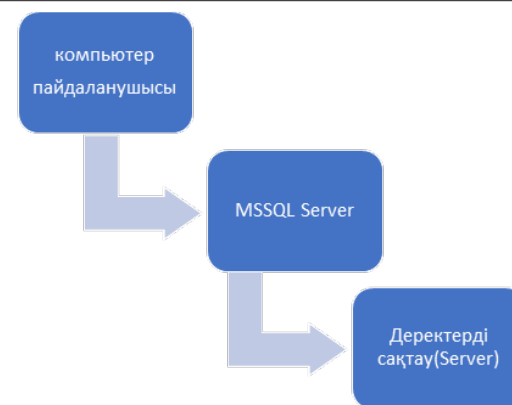 компьютер
пайдаланушысы
MSSQL Server
Деректерді
сақтау(Server)